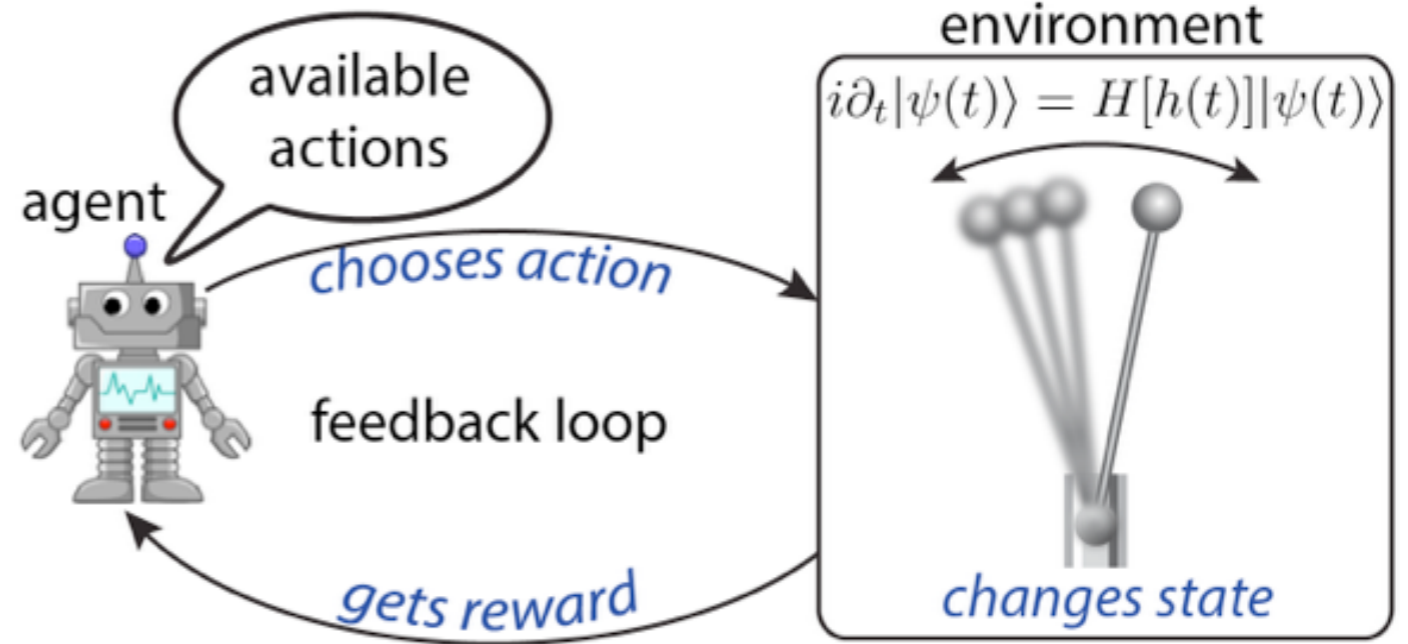 environment
available
actions
i∂ₜ|ψ(t)⟩ = H[h(t)]|ψ(t)⟩
agent
chooses action
feedback loop
gets reward
changes state